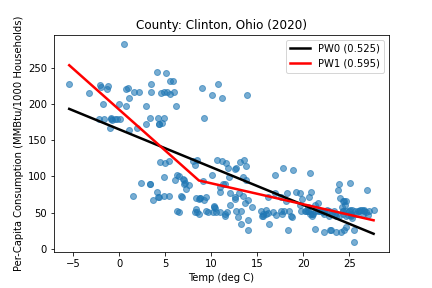 County: Clinton, Ohio (2020)
PW0 (0.525)
PW1 (0.595)
Per-Capita Consumption (MMBtu/1000 Households)
250
200
150
100
50
0
−5 0 5 10 15 20 25
Temp (deg C)